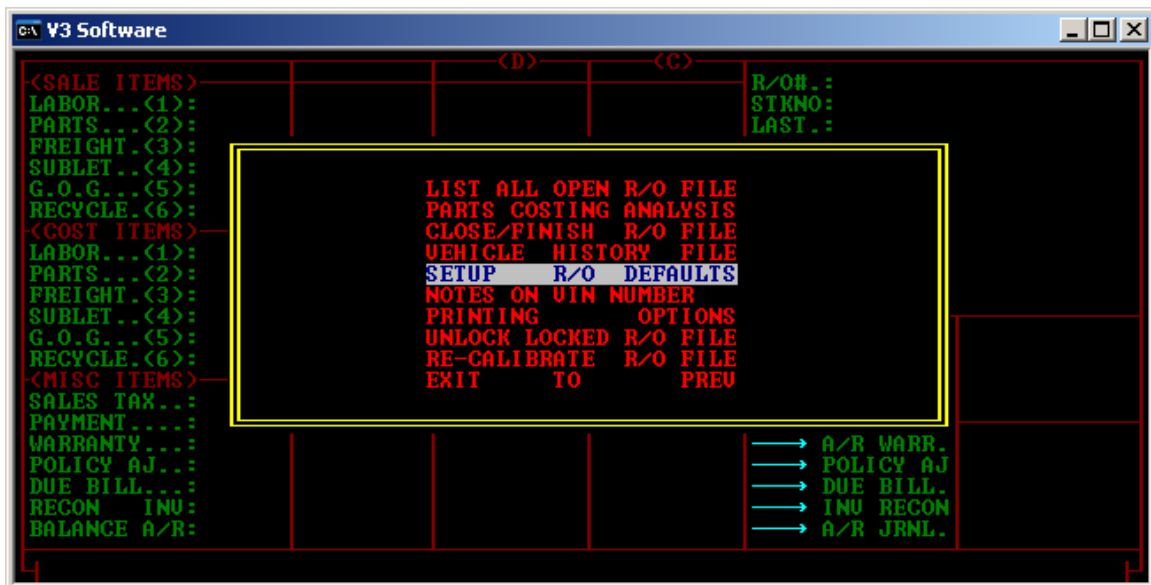 V3 Software
<D> <C>
<SALE ITEMS>
LABOR...<1>:
PARTS...<2>:
FREIGHT.<3>:
SUBLET..<4>:
G.O.G...<5>:
RECYCLE.<6>:
<COST ITEMS>
LABOR...<1>:
PARTS...<2>:
FREIGHT.<3>:
SUBLET..<4>:
G.O.G...<5>:
RECYCLE.<6>:
<MISC ITEMS>
SALES TAX..:
PAYMENT....:
WARRANTY...:
POLICY AJ..:
DUE BILL...:
RECON   INV:
BALANCE A/R:
R/O#.:
STKNO:
LAST.:
LIST ALL OPEN R/O FILE
PARTS COSTING ANALYSIS
CLOSE/FINISH  R/O FILE
VEHICLE  HISTORY  FILE
SETUP    R/O  DEFAULTS
NOTES ON VIN NUMBER
PRINTING       OPTIONS
UNLOCK LOCKED R/O FILE
RE-CALIBRATE  R/O FILE
EXIT     TO       PREV
→ A/R WARR.
→ POLICY AJ
→ DUE BILL.
→ INV RECON
→ A/R JRNL.